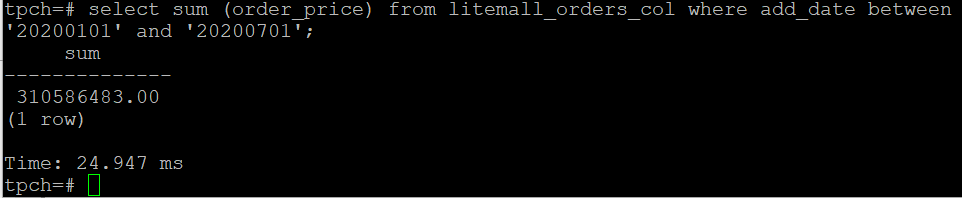 tpch=# select sum (order_price) from litemall_orders_col where add_date between
'20200101' and '20200701';
sum
--------------
310586483.00
(1 row)
Time: 24.947 ms
tpch=#